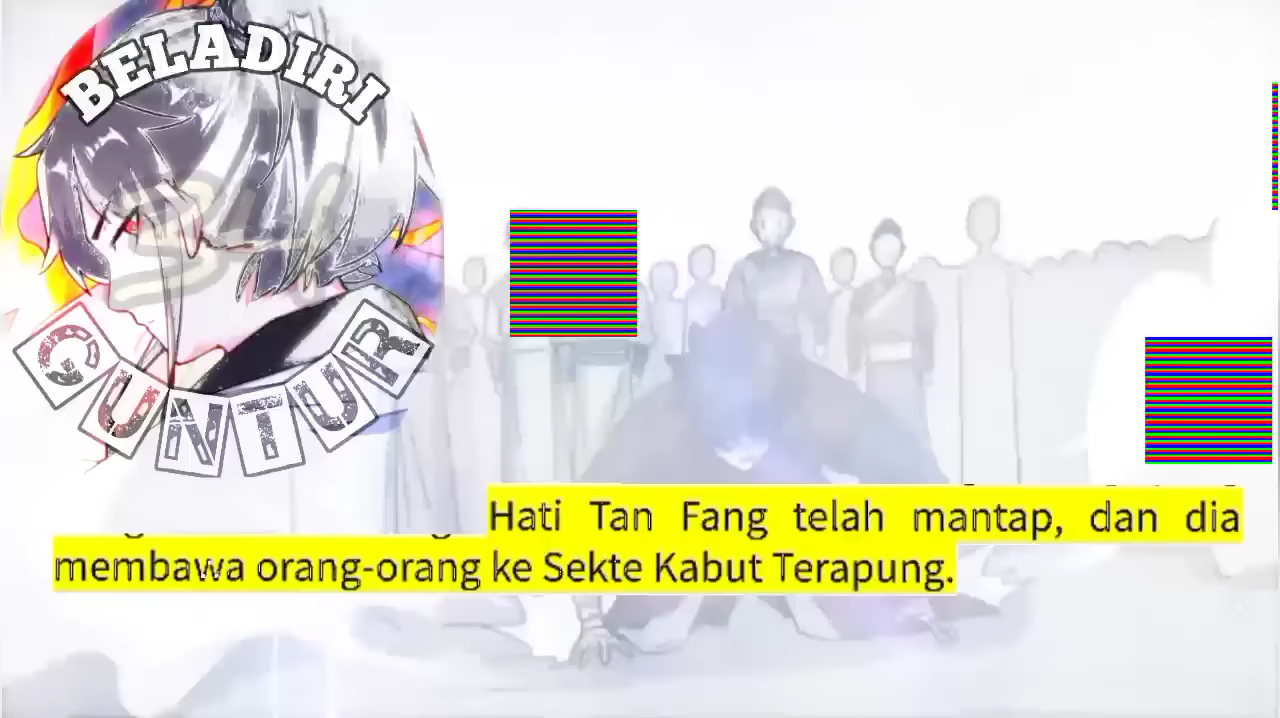 BELADIRI
GUNTUR
Hati Tan Fang telah mantap, dan dia
membawa orang-orang ke Sekte Kabut Terapung.